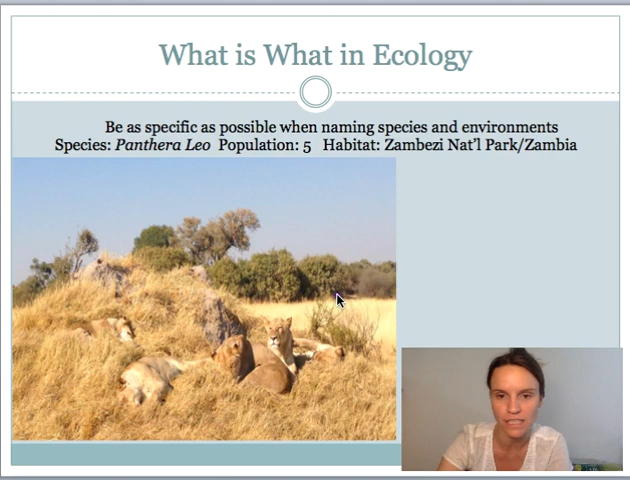 What is What in Ecology
Be as specific as possible when naming species and environments
Species: Panthera Leo Population: 5 Habitat: Zambezi Nat'l Park/Zambia